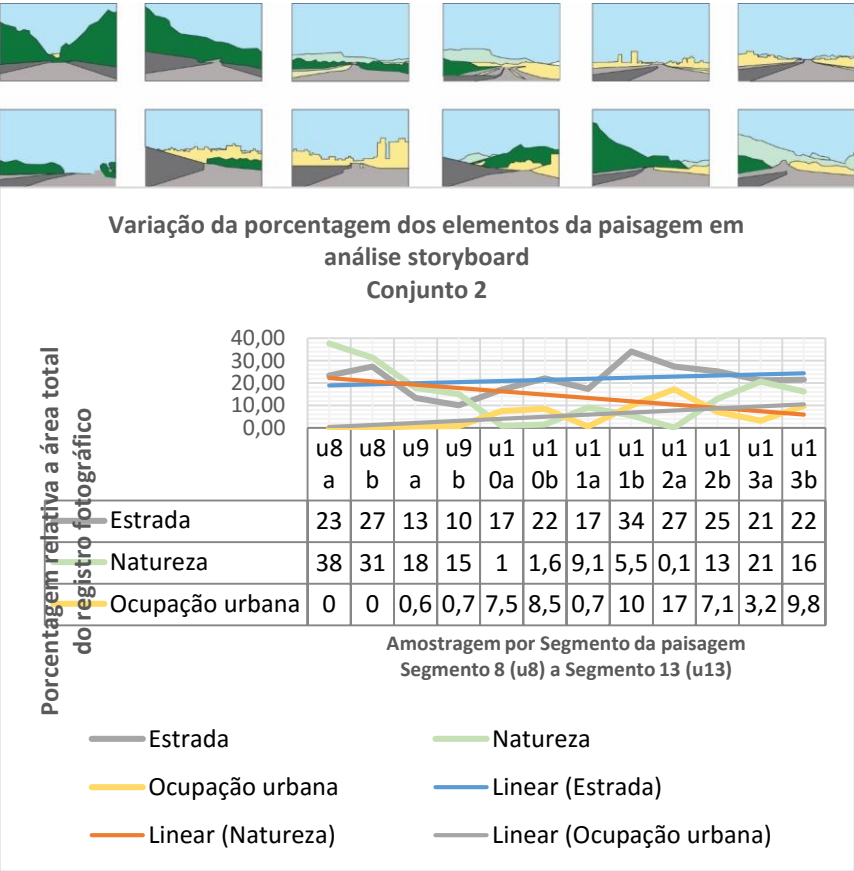 Variação da porcentagem dos elementos da paisagem em
análise storyboard
Conjunto 2
Porcentagem relativa a área total
do registro fotográfico
40,00
30,00
20,00
10,00
0,00
u8 u8 u9 u9 u1 u1 u1 u1 u1 u1 u1 u1
a b a b 0a 0b 1a 1b 2a 2b 3a 3b
Estrada 23 27 13 10 17 22 17 34 27 25 21 22
Natureza 38 31 18 15 1 1,6 9,1 5,5 0,1 13 21 16
Ocupação urbana 0 0 0,6 0,7 7,5 8,5 0,7 10 17 7,1 3,2 9,8
Amostragem por Segmento da paisagem
Segmento 8 (u8) a Segmento 13 (u13)
Estrada Natureza
Ocupação urbana Linear (Estrada)
Linear (Natureza) Linear (Ocupação urbana)